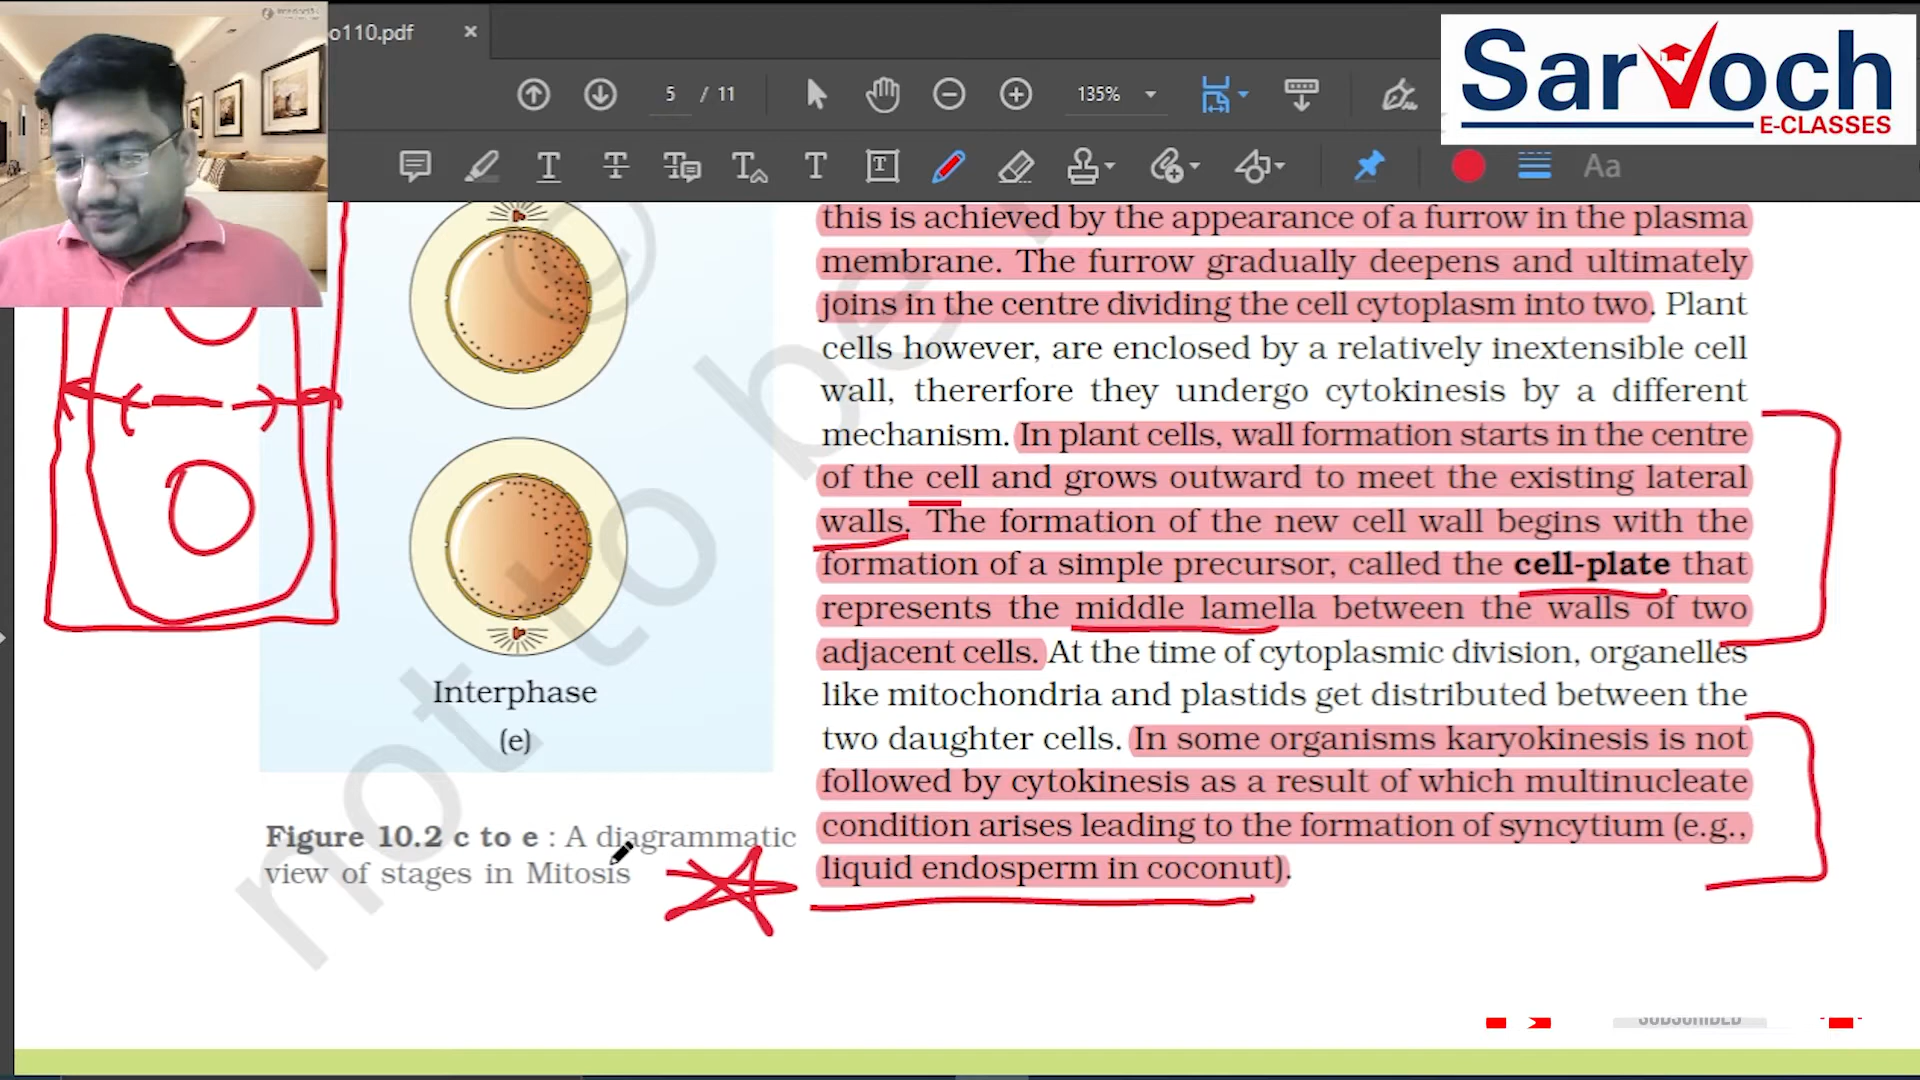 o110.pdf
5 / 11
135%
Sarvoch
E-CLASSES
Aa
this is achieved by the appearance of a furrow in the plasma
membrane. The furrow gradually deepens and ultimately
joins in the centre dividing the cell cytoplasm into two. Plant
cells however, are enclosed by a relatively inextensible cell
wall, thererfore they undergo cytokinesis by a different
mechanism. In plant cells, wall formation starts in the centre
of the cell and grows outward to meet the existing lateral
walls. The formation of the new cell wall begins with the
formation of a simple precursor, called the cell-plate that
represents the middle lamella between the walls of two
adjacent cells. At the time of cytoplasmic division, organelles
like mitochondria and plastids get distributed between the
two daughter cells. In some organisms karyokinesis is not
followed by cytokinesis as a result of which multinucleate
condition arises leading to the formation of syncytium (e.g.,
liquid endosperm in coconut).
Interphase
(e)
Figure 10.2 c to e : A diagrammatic
view of stages in Mitosis
not to be
©
SUBSCRIBED